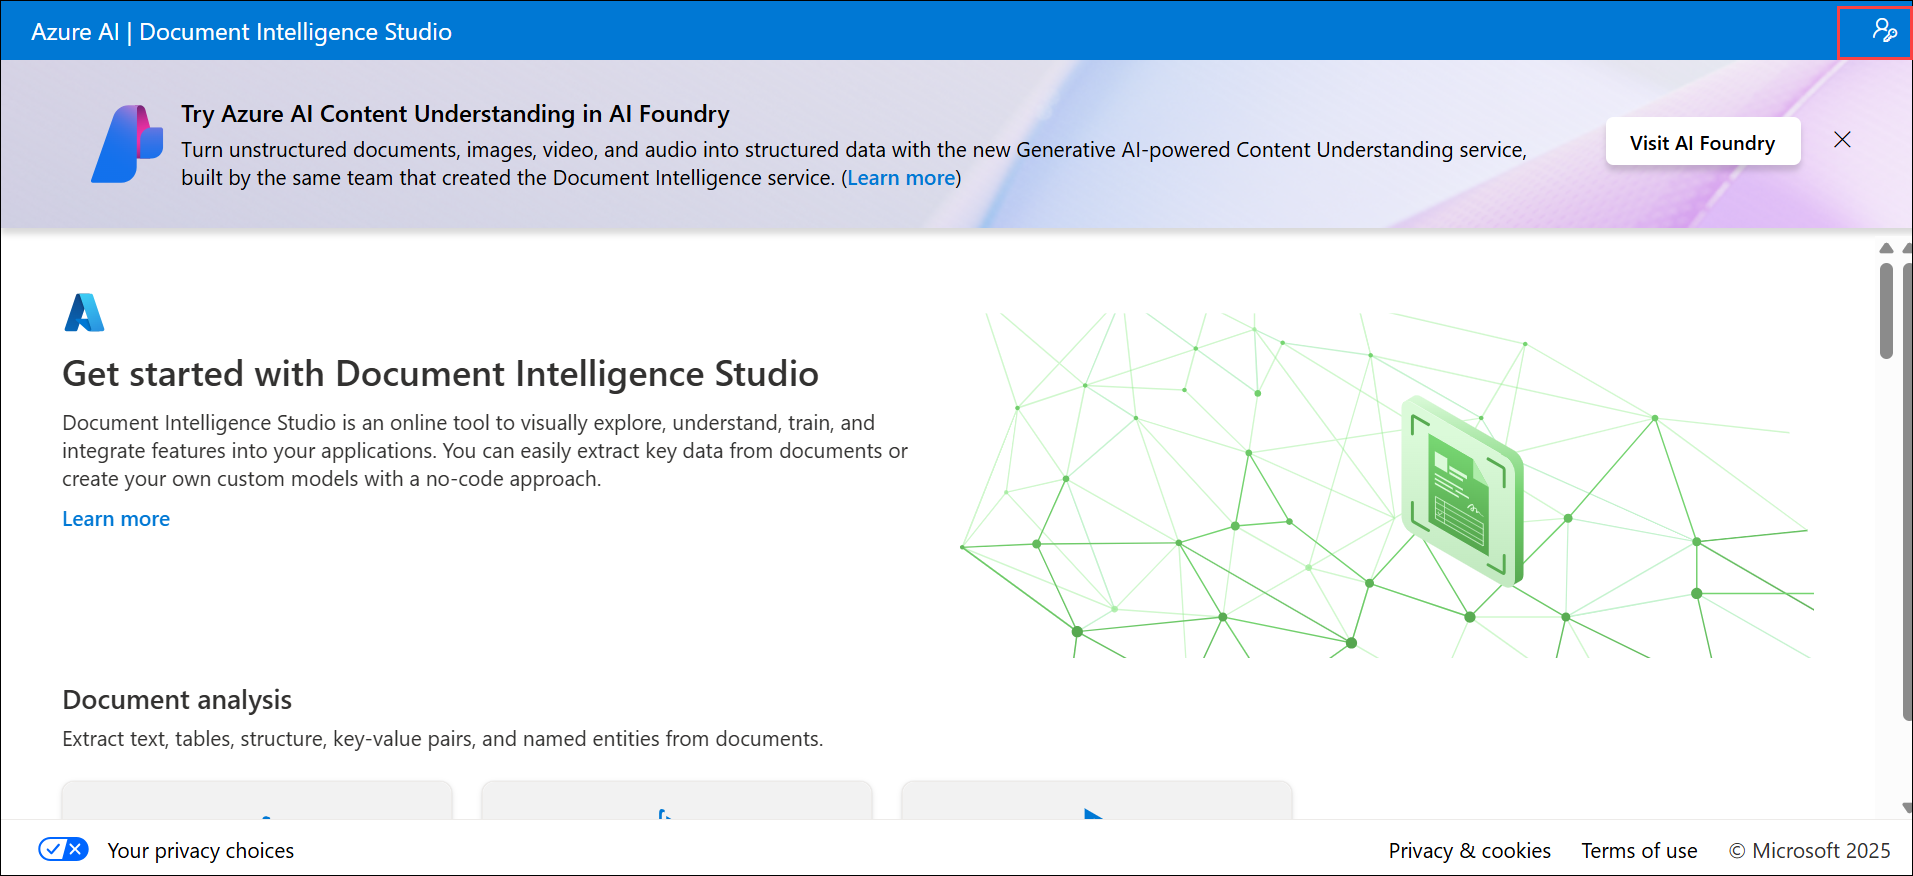 Azure AI | Document Intelligence Studio
Try Azure AI Content Understanding in AI Foundry
Turn unstructured documents, images, video, and audio into structured data with the new Generative AI-powered Content Understanding service,
built by the same team that created the Document Intelligence service. (Learn more)
Visit AI Foundry
Get started with Document Intelligence Studio
Document Intelligence Studio is an online tool to visually explore, understand, train, and
integrate features into your applications. You can easily extract key data from documents or
create your own custom models with a no-code approach.
Learn more
Document analysis
Extract text, tables, structure, key-value pairs, and named entities from documents.
Your privacy choices
Privacy & cookies
Terms of use
© Microsoft 2025